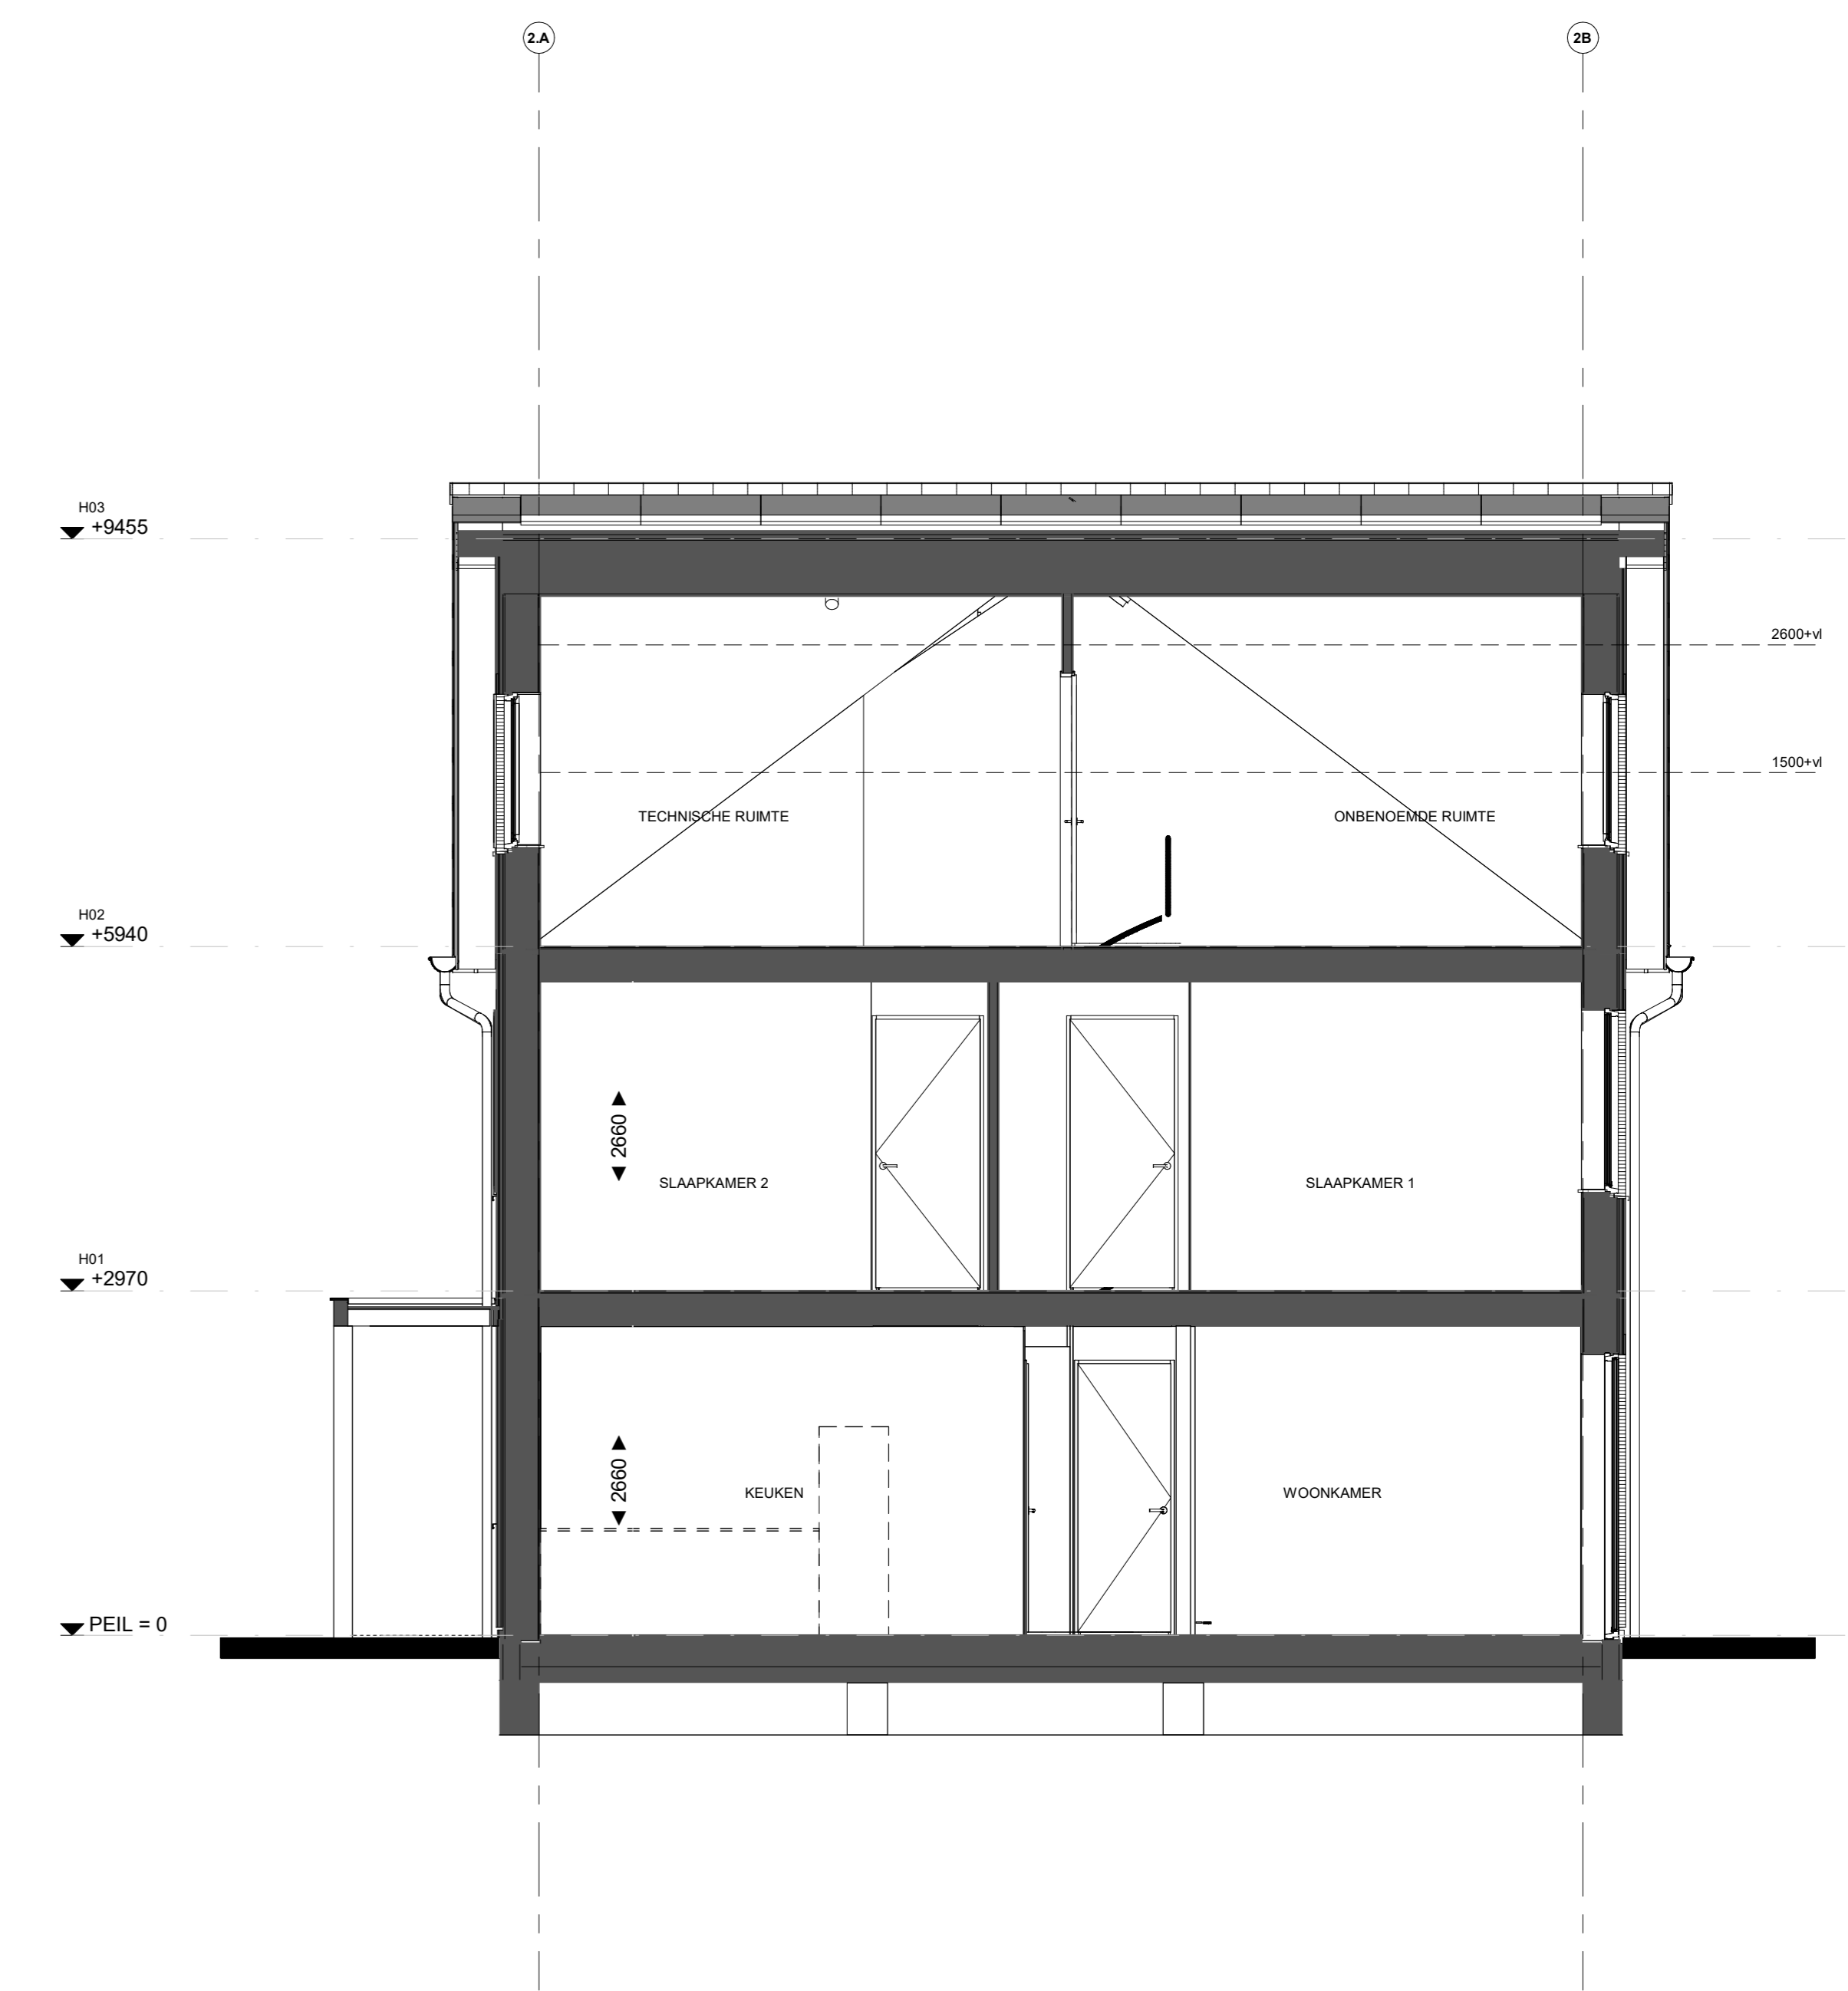 2.A
2B
H03
+9455
2600+vl
1500+vl
TECHNISCHE RUIMTE
ONBENOEMDE RUIMTE
H02
+5940
2660
SLAAPKAMER 2
SLAAPKAMER 1
H01
+2970
2660
KEUKEN
WOONKAMER
PEIL = 0